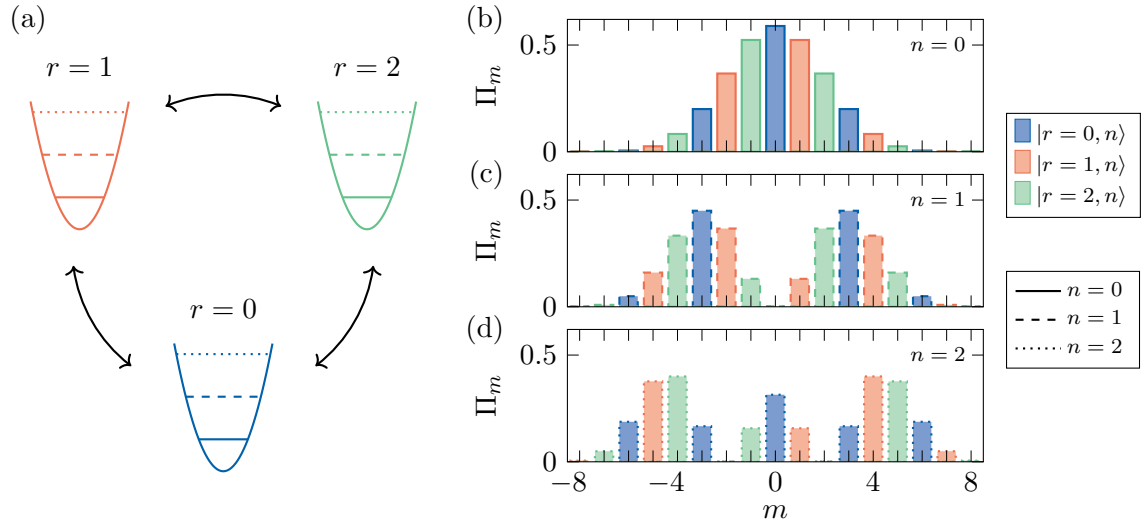 (a)
r = 1
r = 2
r = 0
(b)
0.5
Π_m
0
n = 0
(c)
0.5
Π_m
0
n = 1
(d)
0.5
Π_m
0
n = 2
−8 −4 0 4 8
m
|r = 0, n⟩
|r = 1, n⟩
|r = 2, n⟩
n = 0
n = 1
n = 2